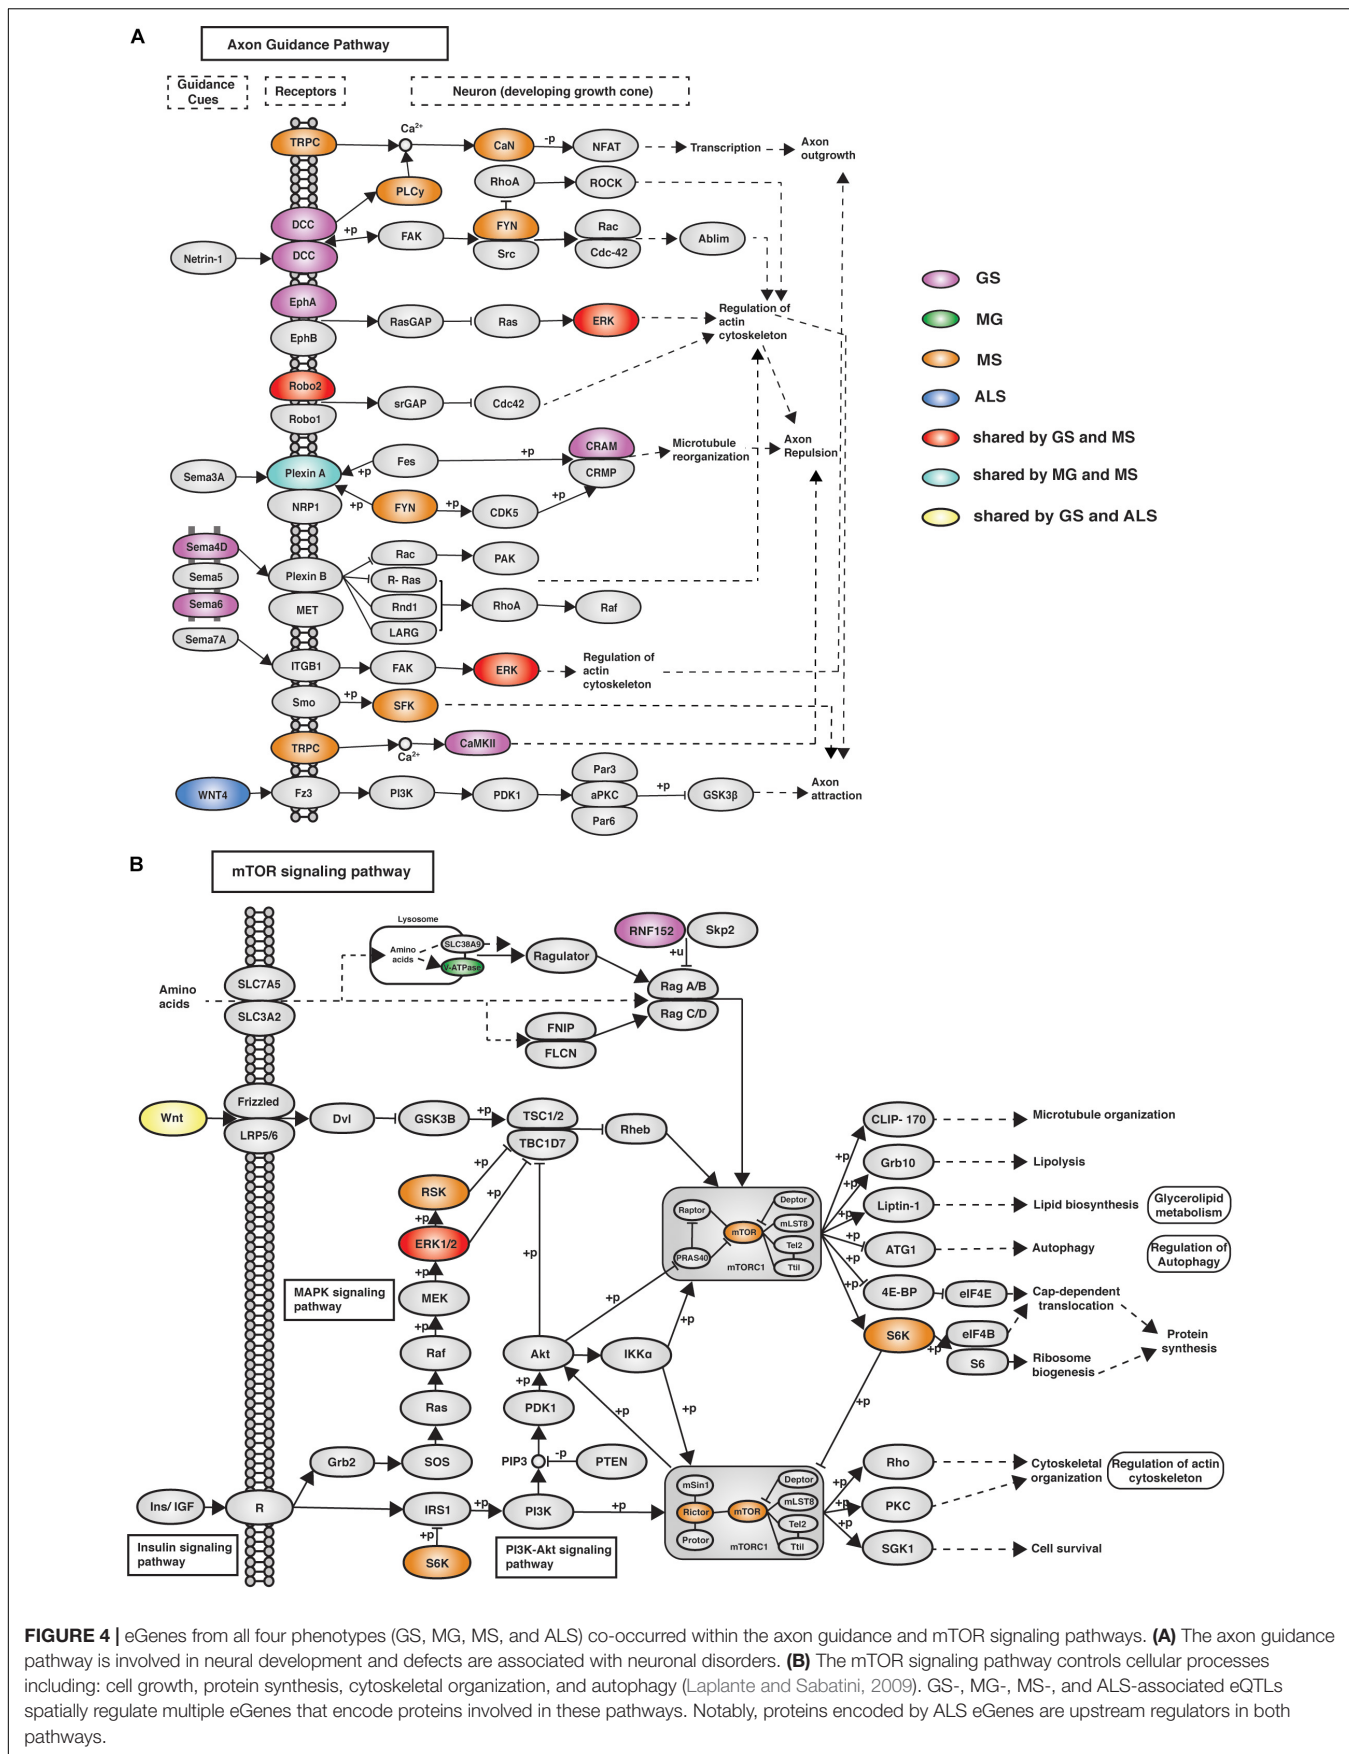 A
Axon Guidance Pathway
Guidance
Cues
Receptors
Neuron (developing growth cone)
TRPC
Ca2+
CaN
-p
NFAT
Transcription
Axon
outgrowth
PLCγ
RhoA
ROCK
DCC
+p
FAK
FYN
Rac
Ablim
Netrin-1
DCC
Src
Cdc-42
EphA
EphB
RasGAP
Ras
ERK
Regulation of
actin
cytoskeleton
Robo2
Robo1
srGAP
Cdc42
Sema3A
Plexin A
NRP1
+p
Fes
+p
CRAM
CRMP
Microtubule
reorganization
Axon
Repulsion
+p
FYN
+p
CDK5
+p
Sema4D
Sema5
Sema6
Sema7A
Plexin B
MET
Rac
PAK
R- Ras
Rnd1
LARG
RhoA
Raf
ITGB1
FAK
ERK
Regulation of
actin
cytoskeleton
Smo
+p
SFK
TRPC
Ca2+
CaMKII
WNT4
Fz3
PI3K
PDK1
Par3
aPKC
Par6
+p
GSK3β
Axon
attraction
GS
MG
MS
ALS
shared by GS and MS
shared by MG and MS
shared by GS and ALS
B
mTOR signaling pathway
Lysosome
Amino
acids
SLC38A9
V-ATPase
Ragulator
RNF152
Skp2
+u
Rag A/B
Rag C/D
Amino
acids
SLC7A5
SLC3A2
FNIP
FLCN
Wnt
Frizzled
LRP5/6
Dvl
GSK3B
+p
TSC1/2
TBC1D7
Rheb
RSK
+p
+p
+p
ERK1/2
+p
MAPK signaling
pathway
MEK
+p
Raf
Ras
Grb2
SOS
+p
Akt
+p
IKKα
+p
+p
+p
+p
PDK1
PIP3
-p
PTEN
Ins/ IGF
R
IRS1
+p
PI3K
+p
Insulin signaling
pathway
+p
S6K
PI3K-Akt signaling
pathway
Raptor
PRAS40
mTOR
Deptor
mLST8
Tel2
Ttil
mTORC1
mSin1
Rictor
Protor
mTOR
Deptor
mLST8
Tel2
Ttil
mTORC1
+p
+p
+p
+p
+p
+p
CLIP- 170
Microtubule organization
Grb10
Lipolysis
Liptin-1
Lipid biosynthesis
Glycerolipid
metabolism
ATG1
Autophagy
Regulation of
Autophagy
4E-BP
eIF4E
Cap-dependent
translocation
S6K
+p
eIF4B
S6
Ribosome
biogenesis
Protein
synthesis
+p
+p
+p
+p
Rho
Cytoskeletal
organization
Regulation of actin
cytoskeleton
PKC
SGK1
Cell survival
FIGURE 4 | eGenes from all four phenotypes (GS, MG, MS, and ALS) co-occurred within the axon guidance and mTOR signaling pathways. (A) The axon guidance
pathway is involved in neural development and defects are associated with neuronal disorders. (B) The mTOR signaling pathway controls cellular processes
including: cell growth, protein synthesis, cytoskeletal organization, and autophagy (Laplante and Sabatini, 2009). GS-, MG-, MS-, and ALS-associated eQTLs
spatially regulate multiple eGenes that encode proteins involved in these pathways. Notably, proteins encoded by ALS eGenes are upstream regulators in both
pathways.